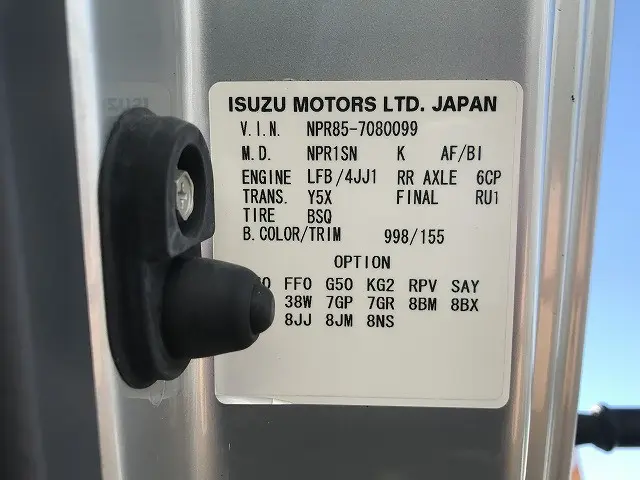 ISUZU MOTORS LTD. JAPAN
V.I.N. NPR85-7080099
M.D. NPR1SN K AF/BI
ENGINE LFB/4JJ1 RR AXLE 6CP
TRANS. Y5X FINAL RU1
TIRE BSQ
B.COLOR/TRIM 998/155
OPTION
FF0 G50 KG2 RPV SAY
38W 7GP 7GR 8BM 8BX
8JJ 8JM 8NS